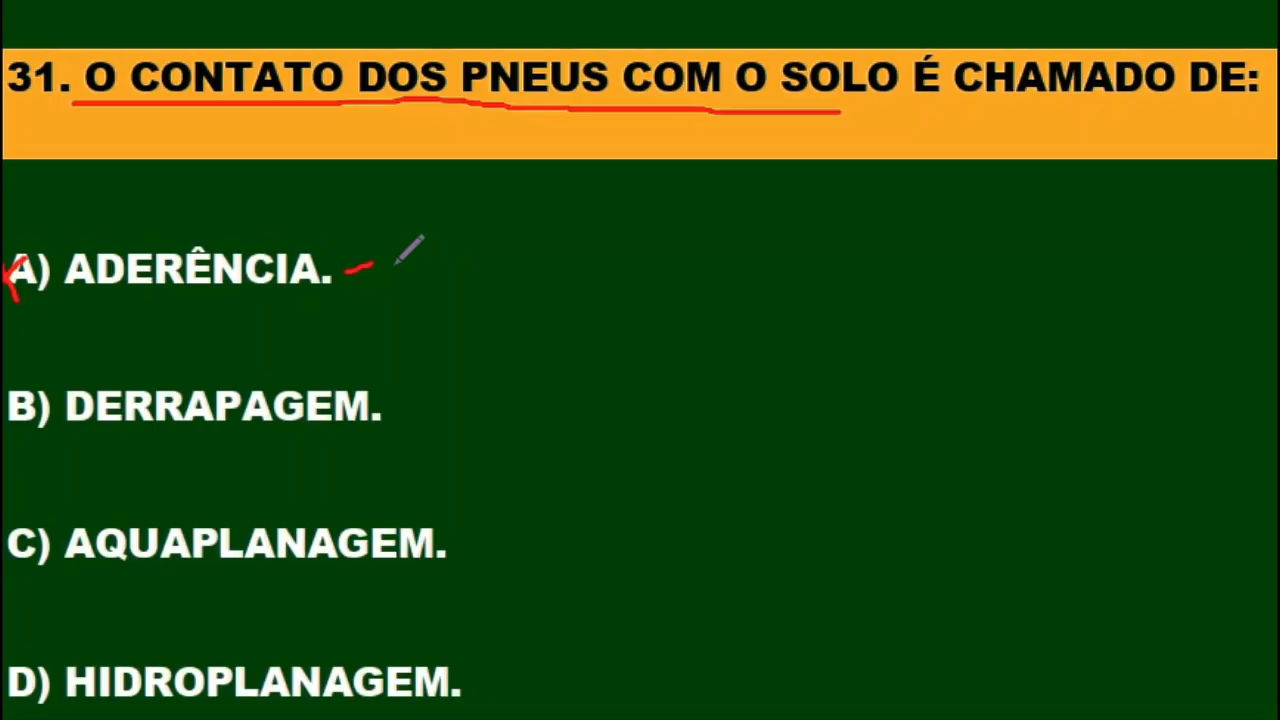 31. O CONTATO DOS PNEUS COM O SOLO É CHAMADO DE:
A) ADERÊNCIA.
B) DERRAPAGEM.
C) AQUAPLANAGEM.
D) HIDROPLANAGEM.